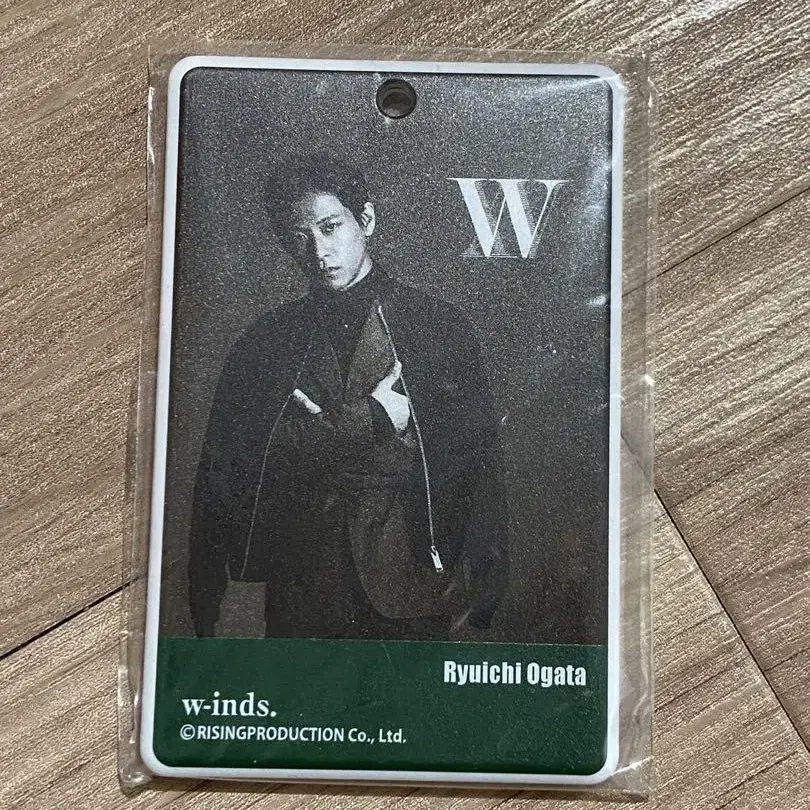 W
Ryuichi Ogata
w-inds.
©RISINGPRODUCTION Co., Ltd.